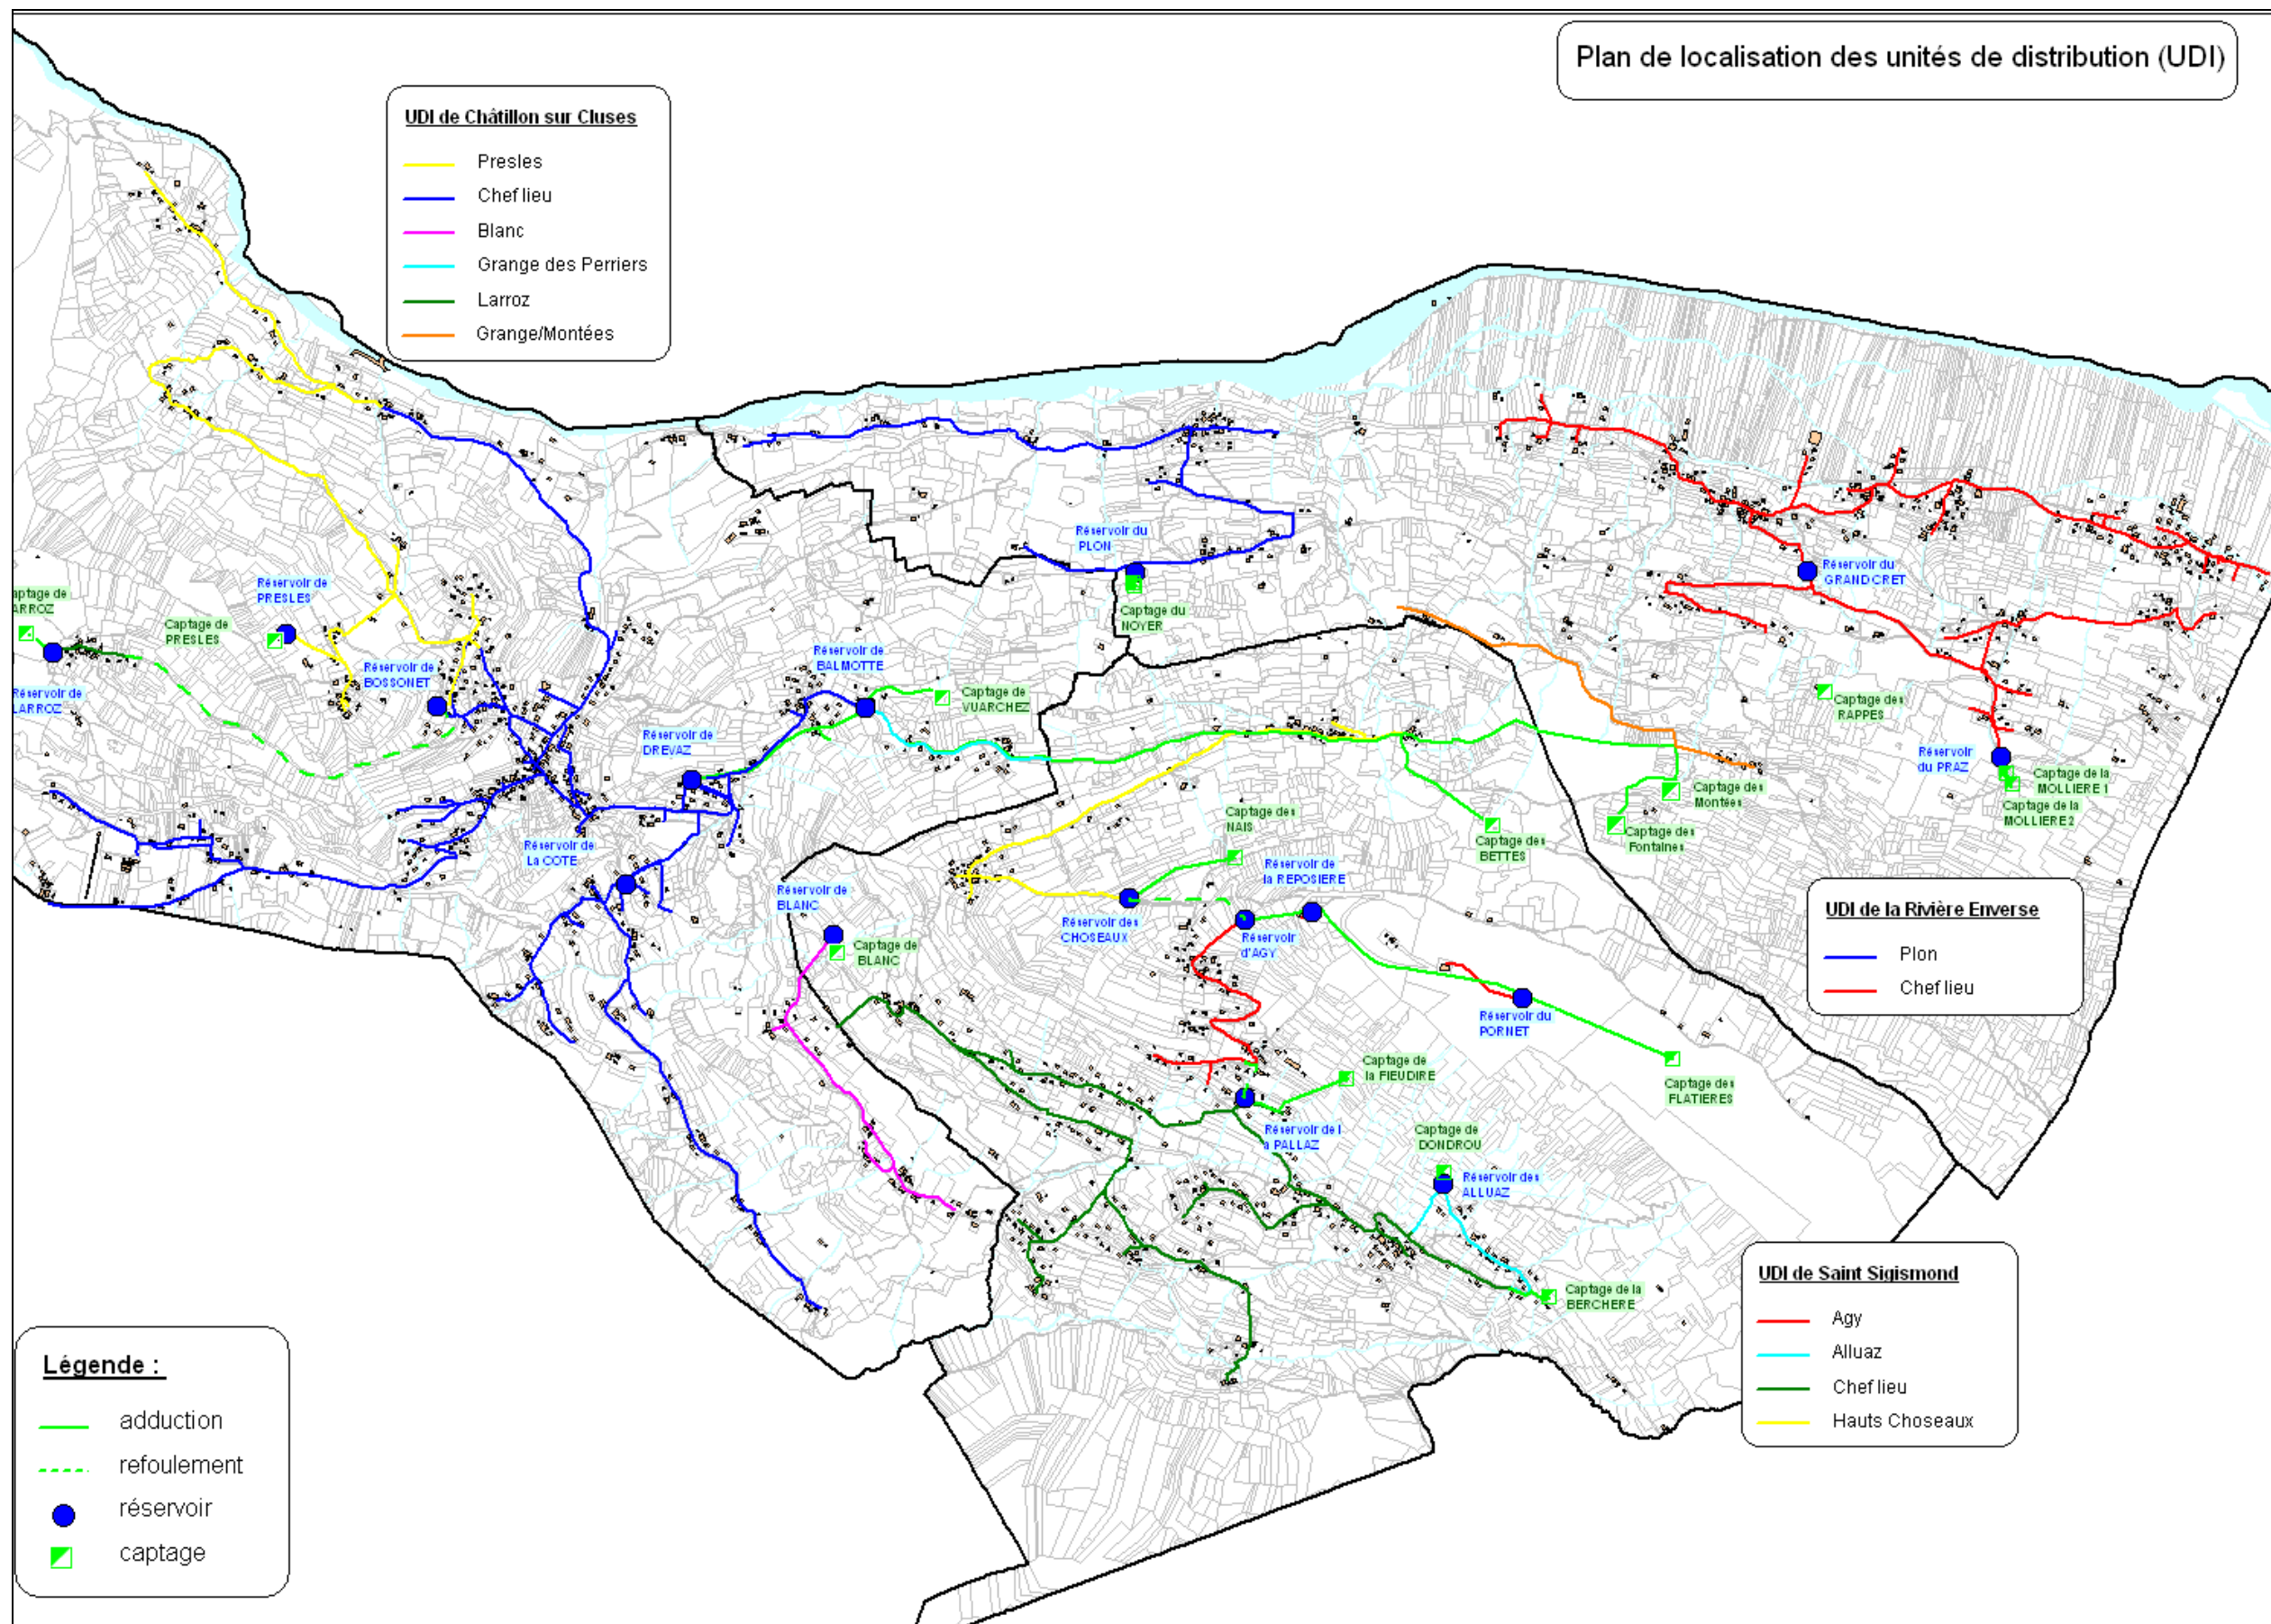 Plan de localisation des unités de distribution (UDI)
UDI de Châtillon sur Cluses
Presles
Chef lieu
Blanc
Grange des Perriers
Larroz
Grange/Montées
Réservoir du
PLON
Captage du
NOYER
Réservoir du
GRAND CRET
aptage de
ARROZ
Réservoir de
LARROZ
Captage de
PRESLES
Réservoir de
PRESLES
Réservoir de
BOSSONET
Réservoir de
BALMOTTE
Captage de
VUARCHEZ
Réservoir de
DREVAZ
Captage des
RAPPES
Réservoir
du PRAZ
Captage de la
MOLLIERE 1
Captage de la
MOLLIERE 2
Captage des
Montées
Captage des
Fontaines
Captage des
BETTES
Captage des
NAIS
Réservoir de
La COTE
Réservoir de
BLANC
Captage de
BLANC
Réservoir des
CHOSEAUX
Réservoir de
la REPOSIERE
Réservoir
d'AGY
Réservoir du
PORNET
Captage des
FLATIERES
Captage de
la FIEUDIRE
Réservoir de l
a PALLAZ
Captage de
DONDROU
Réservoir des
ALLUAZ
Captage de la
BERCHERE
UDI de la Rivière Enverse
Plon
Chef lieu
UDI de Saint Sigismond
Agy
Alluaz
Chef lieu
Hauts Choseaux
Légende :
adduction
refoulement
réservoir
captage